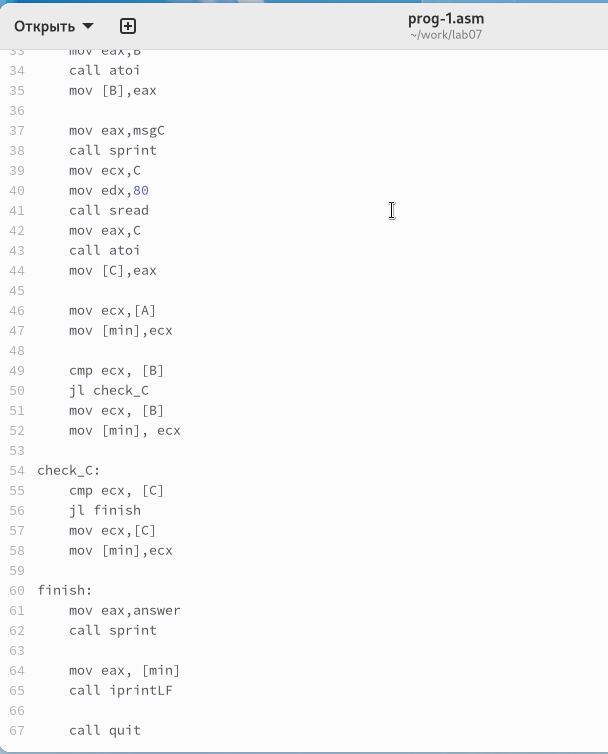 Открыть
prog-1.asm
~/work/lab07
33 mov eax,B
34 call atoi
35 mov [B],eax
36
37 mov eax,msgC
38 call sprint
39 mov ecx,C
40 mov edx,80
41 call sread
42 mov eax,C
43 call atoi
44 mov [C],eax
45
46 mov ecx,[A]
47 mov [min],ecx
48
49 cmp ecx, [B]
50 jl check_C
51 mov ecx, [B]
52 mov [min], ecx
53
54 check_C:
55 cmp ecx, [C]
56 jl finish
57 mov ecx,[C]
58 mov [min],ecx
59
60 finish:
61 mov eax,answer
62 call sprint
63
64 mov eax, [min]
65 call iprintLF
66
67 call quit